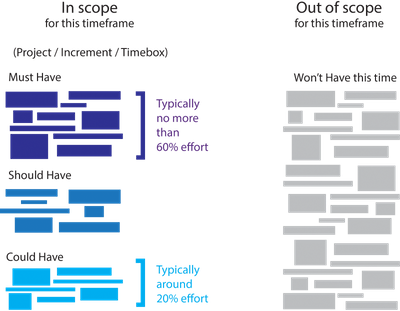 In scope
for this timeframe
(Project / Increment / Timebox)
Must Have
Typically
no more
than
60% effort
Should Have
Could Have
Typically
around
20% effort
Out of scope
for this timeframe
Won't Have this time